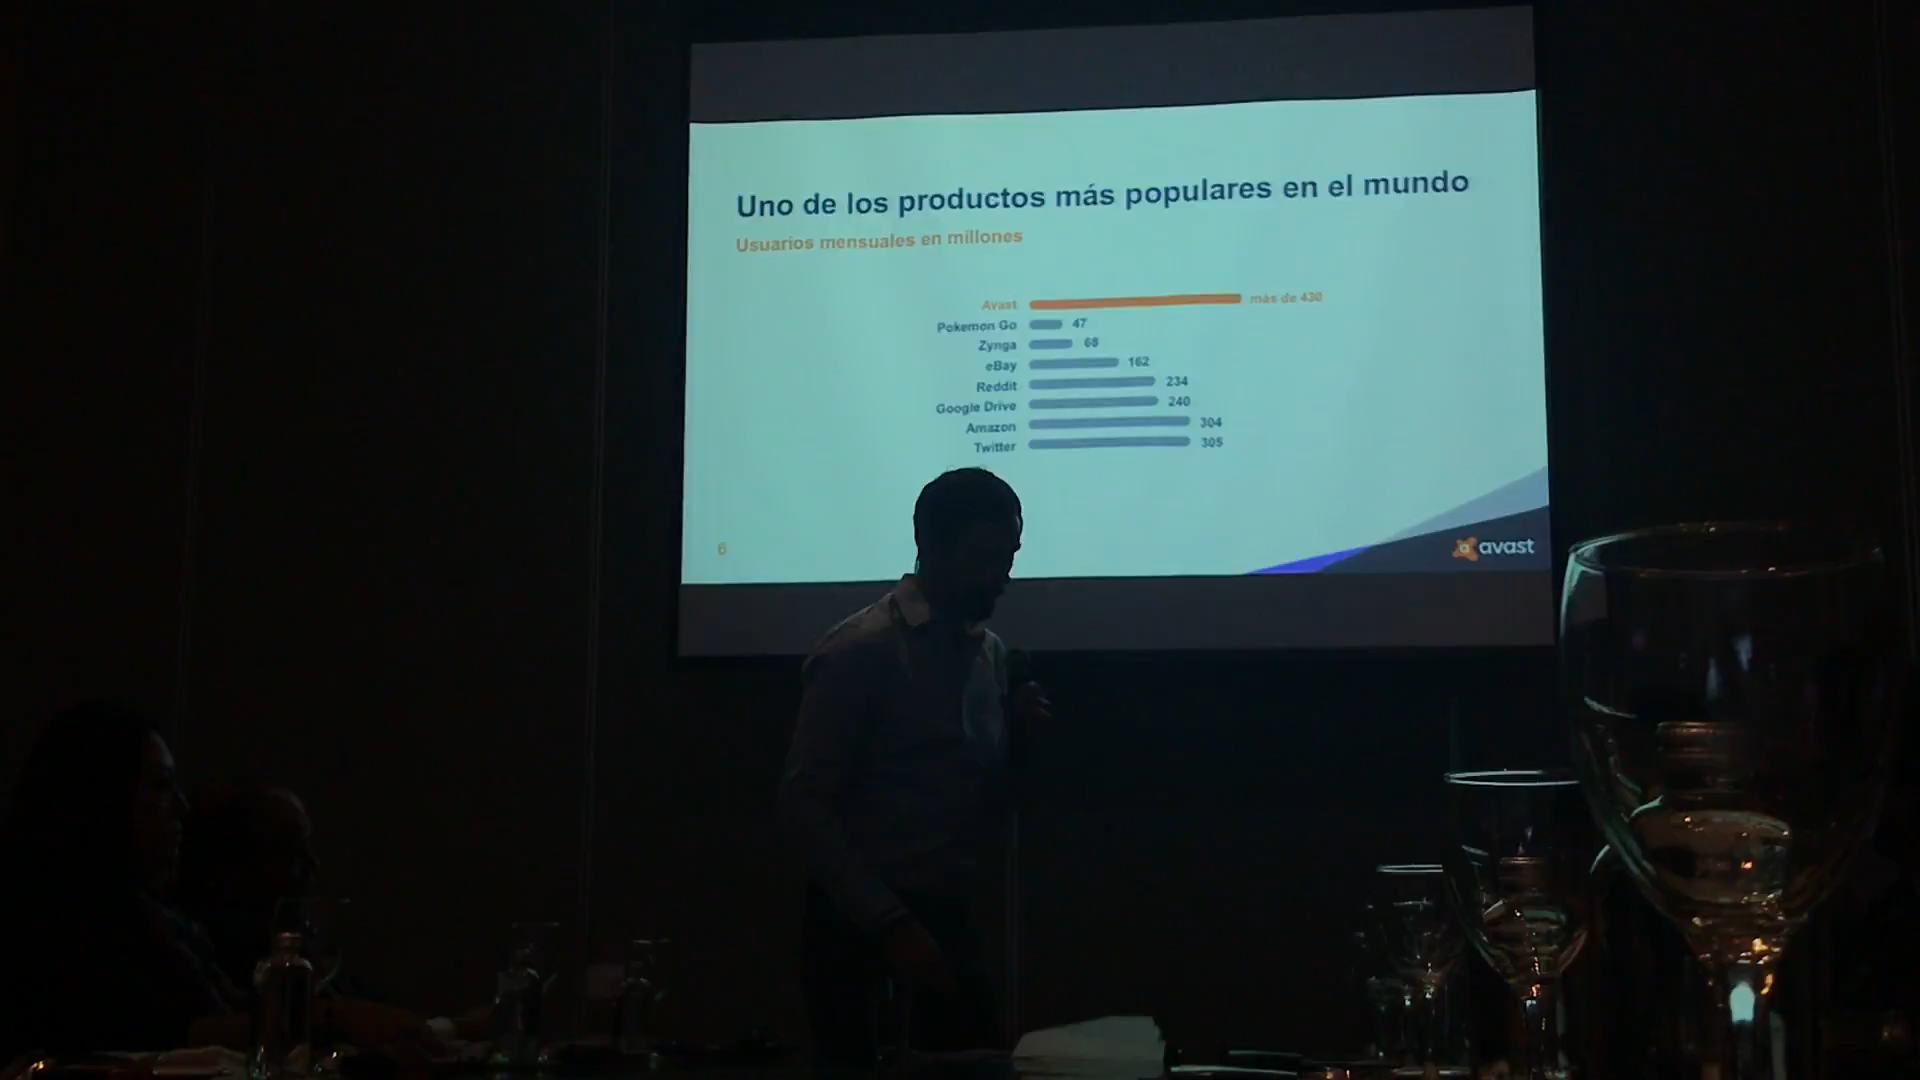 Uno de los productos más populares en el mundo
Usuarios mensuales en millones
Avast más de 430
Pokemon Go 47
Zynga 68
eBay 162
Reddit 234
Google Drive 240
Amazon 304
Twitter 305
6
avast